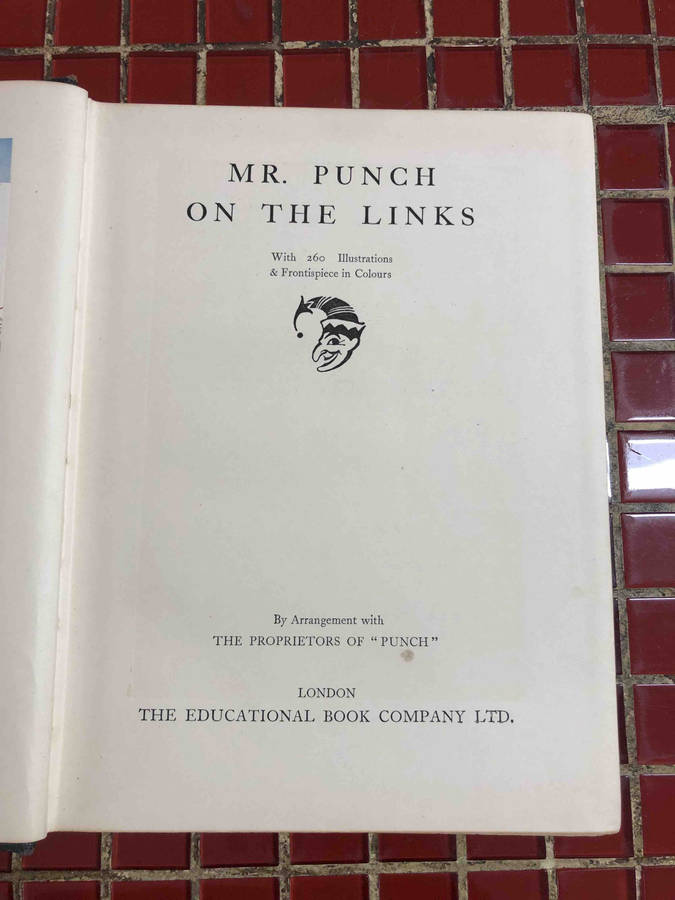 MR. PUNCH
ON THE LINKS
With 260 Illustrations
& Frontispiece in Colours
By Arrangement with
THE PROPRIETORS OF "PUNCH"
LONDON
THE EDUCATIONAL BOOK COMPANY LTD.